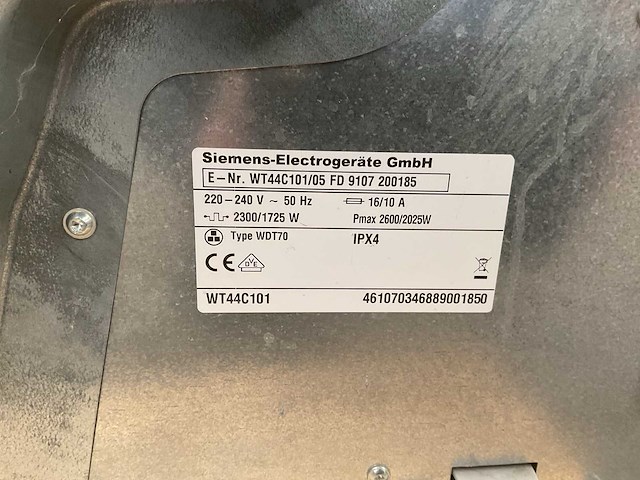 Siemens-Electrogeräte GmbH
E-Nr. WT44C101/05 FD 9107 200185
220-240 V ~ 50 Hz 16/10 A
2300/1725 W Pmax 2600/2025W
Type WDT70 IPX4
CE DVE
WT44C101 461070346889001850